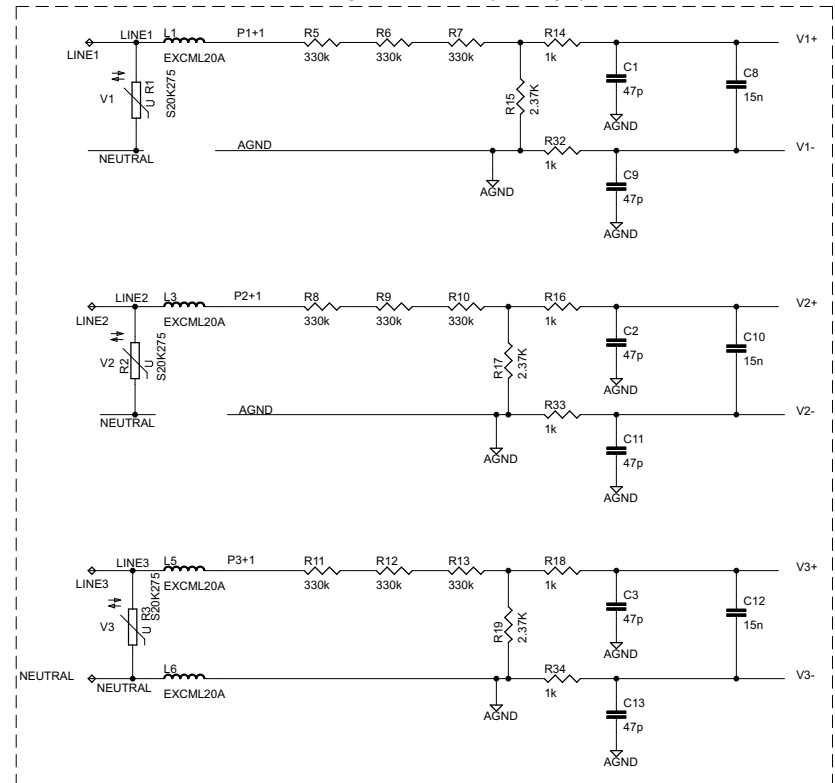 LINE1 L1 P1+1 R5 R6 R7 R14 V1+
LINE1 EXCML20A 330k 330k 330k 1k
V1 U R1 S20K275 R15 2.37K C1 47p C8 15n
AGND
NEUTRAL AGND R32 V1-
AGND 1k C9 47p
AGND
LINE2 L3 P2+1 R8 R9 R10 R16 V2+
LINE2 EXCML20A 330k 330k 330k 1k
V2 R2 U S20K275 R17 2.37K C2 47p C10 15n
AGND
NEUTRAL AGND R33 V2-
AGND 1k C11 47p
AGND
LINE3 L5 P3+1 R11 R12 R13 R18 V3+
LINE3 EXCML20A 330k 330k 330k 1k
V3 U R3 S20K275 R19 2.37K C3 47p C12 15n
AGND
NEUTRAL NEUTRAL L6 R34 V3-
EXCML20A AGND 1k C13 47p
AGND